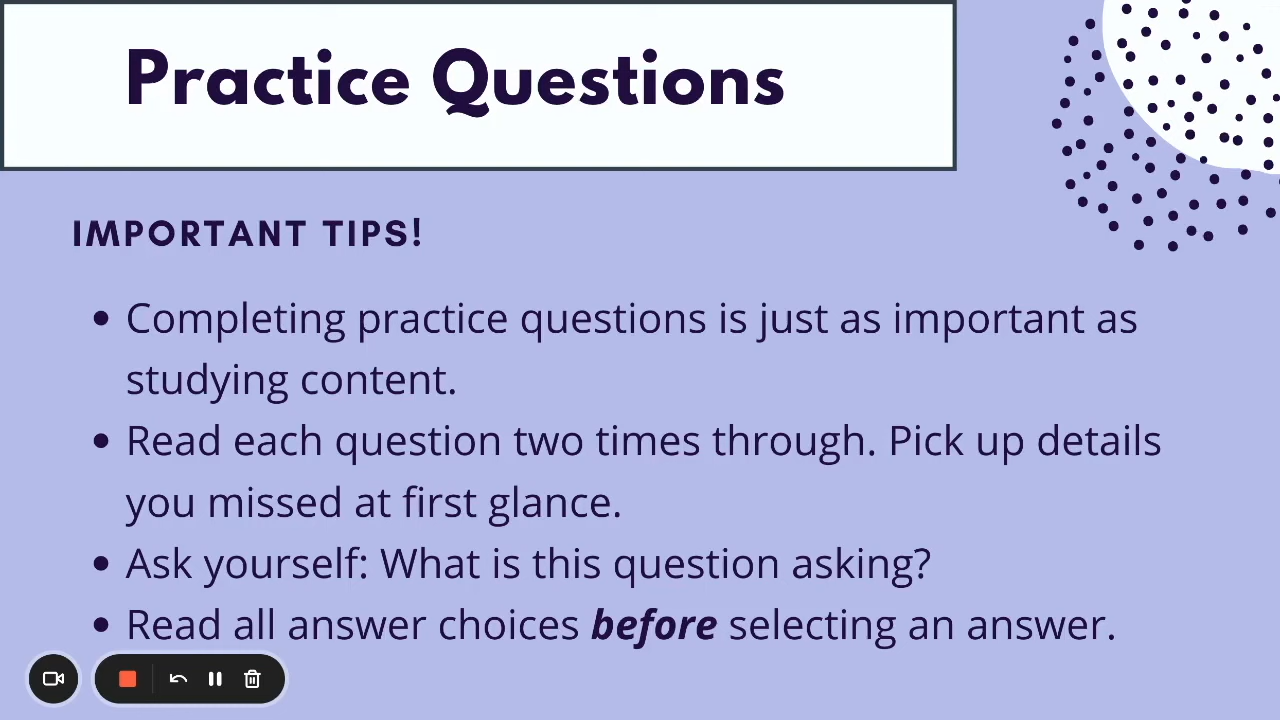 Practice Questions
IMPORTANT TIPS!
• Completing practice questions is just as important as
studying content.
• Read each question two times through. Pick up details
you missed at first glance.
• Ask yourself: What is this question asking?
• Read all answer choices before selecting an answer.